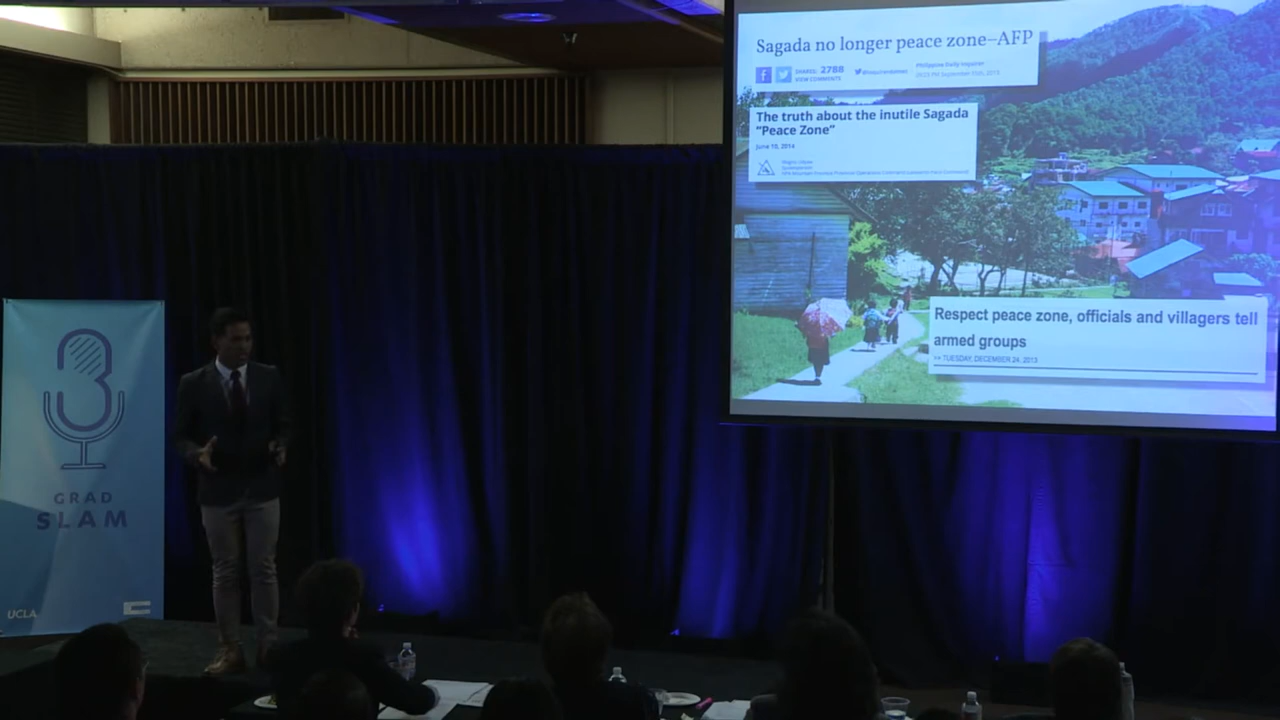 Sagada no longer peace zone–AFP
SHARES: 2788
VIEW COMMENTS
Philippine Daily Inquirer
The truth about the inutile Sagada
"Peace Zone"
June 10, 2014
Respect peace zone, officials and villagers tell
armed groups
TUESDAY, DECEMBER 24, 2013
3
GRAD
SLAM
UCLA